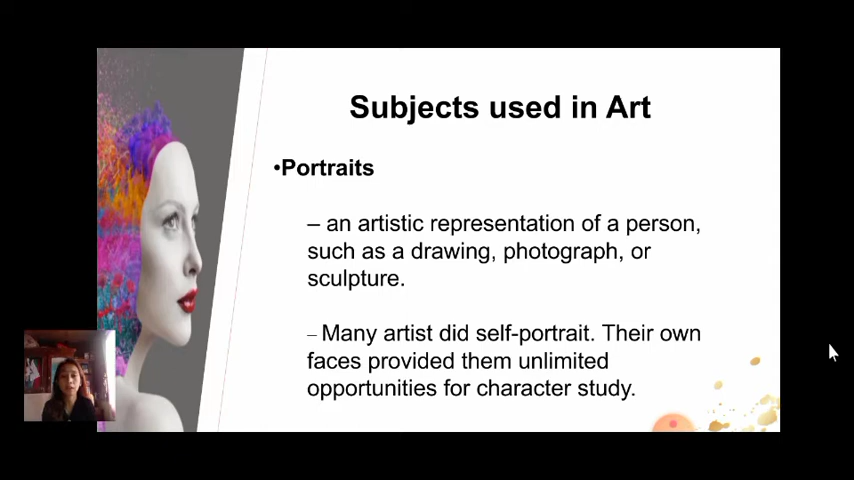 Subjects used in Art
•Portraits
– an artistic representation of a person,
such as a drawing, photograph, or
sculpture.
– Many artist did self-portrait. Their own
faces provided them unlimited
opportunities for character study.